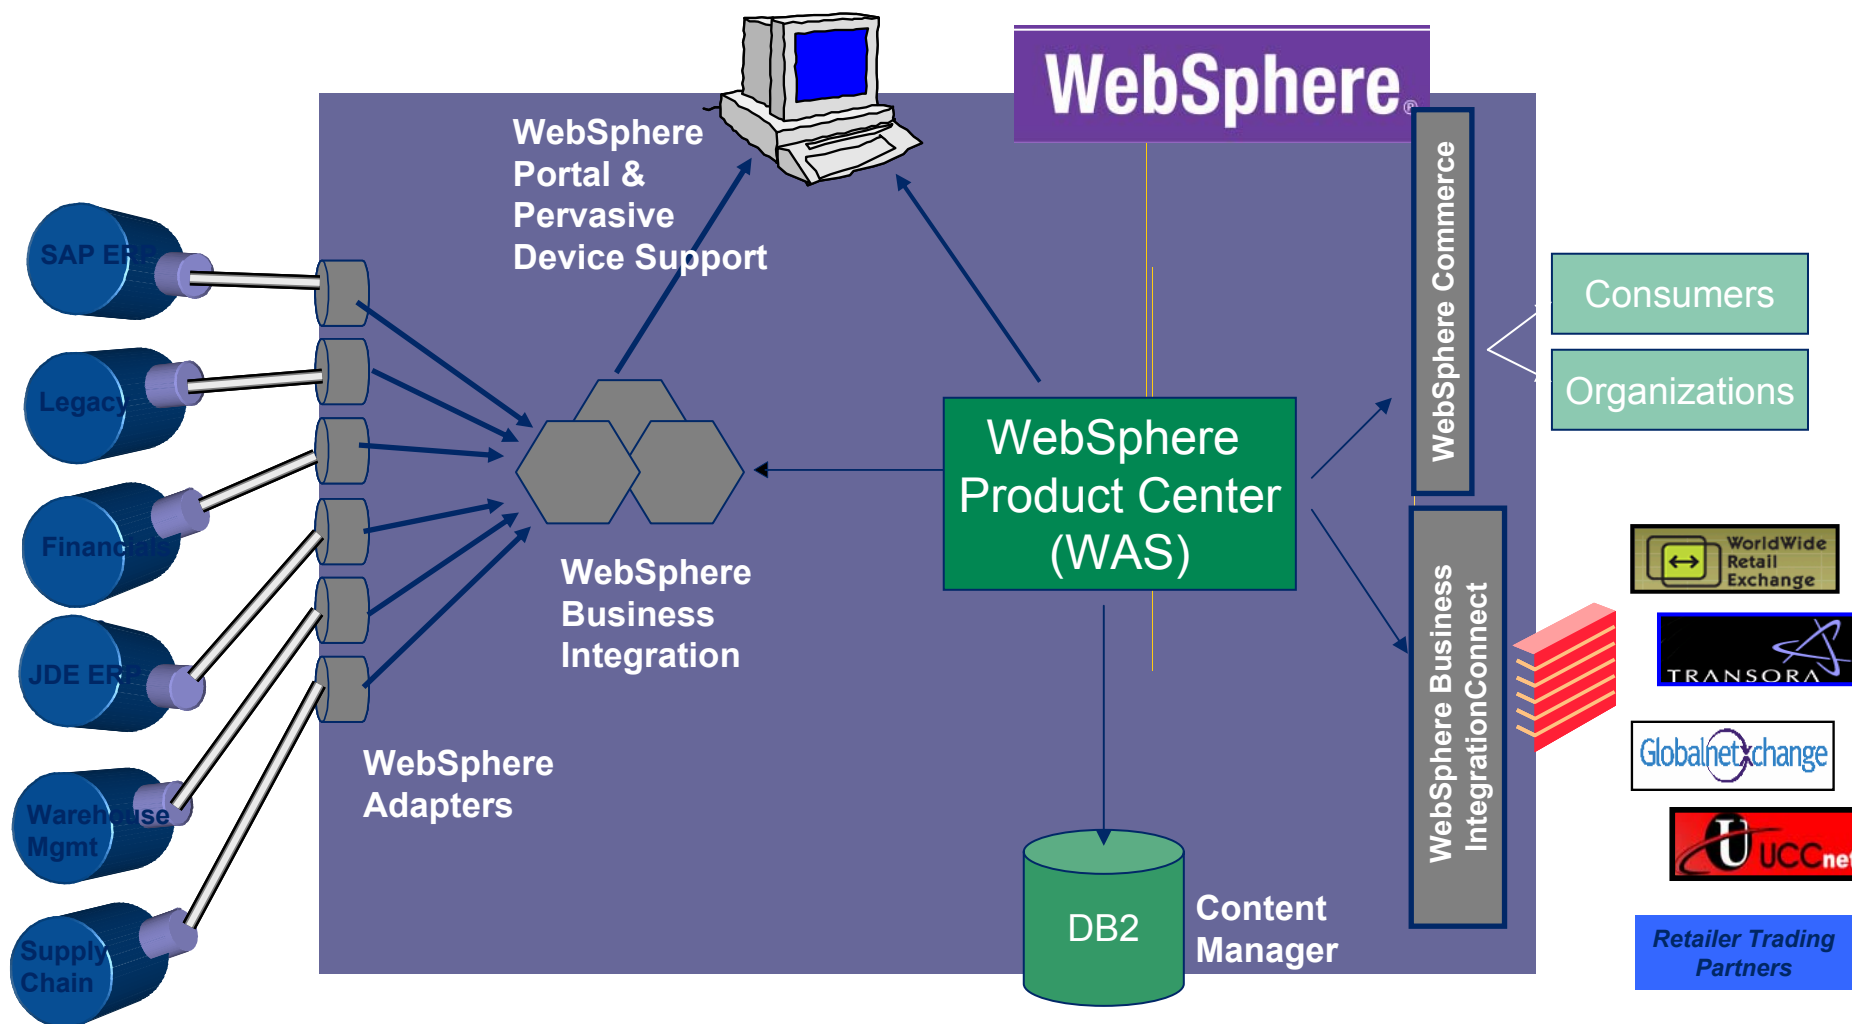 WebSphere®
WebSphere
Portal &
Pervasive
Device Support
SAP ERP
Legacy
Financials
JDE ERP
Warehouse
Mgmt
Supply
Chain
WebSphere
Adapters
WebSphere
Business
Integration
WebSphere
Product Center
(WAS)
DB2
Content
Manager
WebSphere Commerce
WebSphere Business
IntegrationConnect
Consumers
Organizations
WorldWide
Retail
Exchange
TRANSORA
Globalnetxchange
U UCCnet
Retailer Trading
Partners